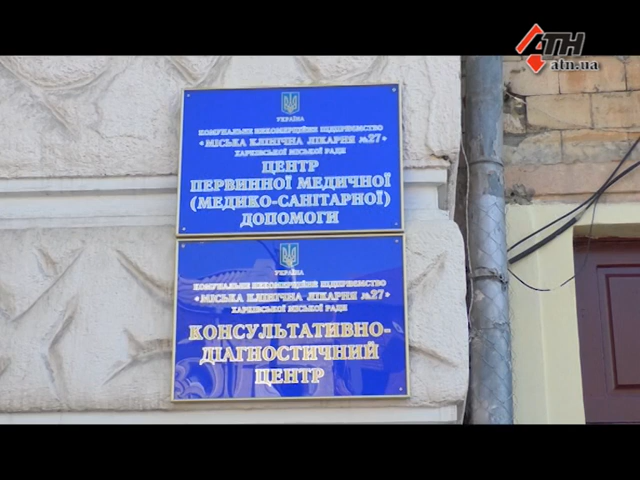 АТН
atn.ua
УКРАЇНА
КОМУНАЛЬНЕ НЕКОМЕРЦІЙНЕ ПІДПРИЄМСТВО
«МІСЬКА КЛІНІЧНА ЛІКАРНЯ №27»
ХАРКІВСЬКОЇ МІСЬКОЇ РАДИ
ЦЕНТР
ПЕРВИННОЇ МЕДИЧНОЇ
(МЕДИКО-САНІТАРНОЇ)
ДОПОМОГИ
УКРАЇНА
КОМУНАЛЬНЕ НЕКОМЕРЦІЙНЕ ПІДПРИЄМСТВО
«МІСЬКА КЛІНІЧНА ЛІКАРНЯ №27»
ХАРКІВСЬКОЇ МІСЬКОЇ РАДИ
КОНСУЛЬТАТИВНО-
ДІАГНОСТИЧНИЙ
ЦЕНТР